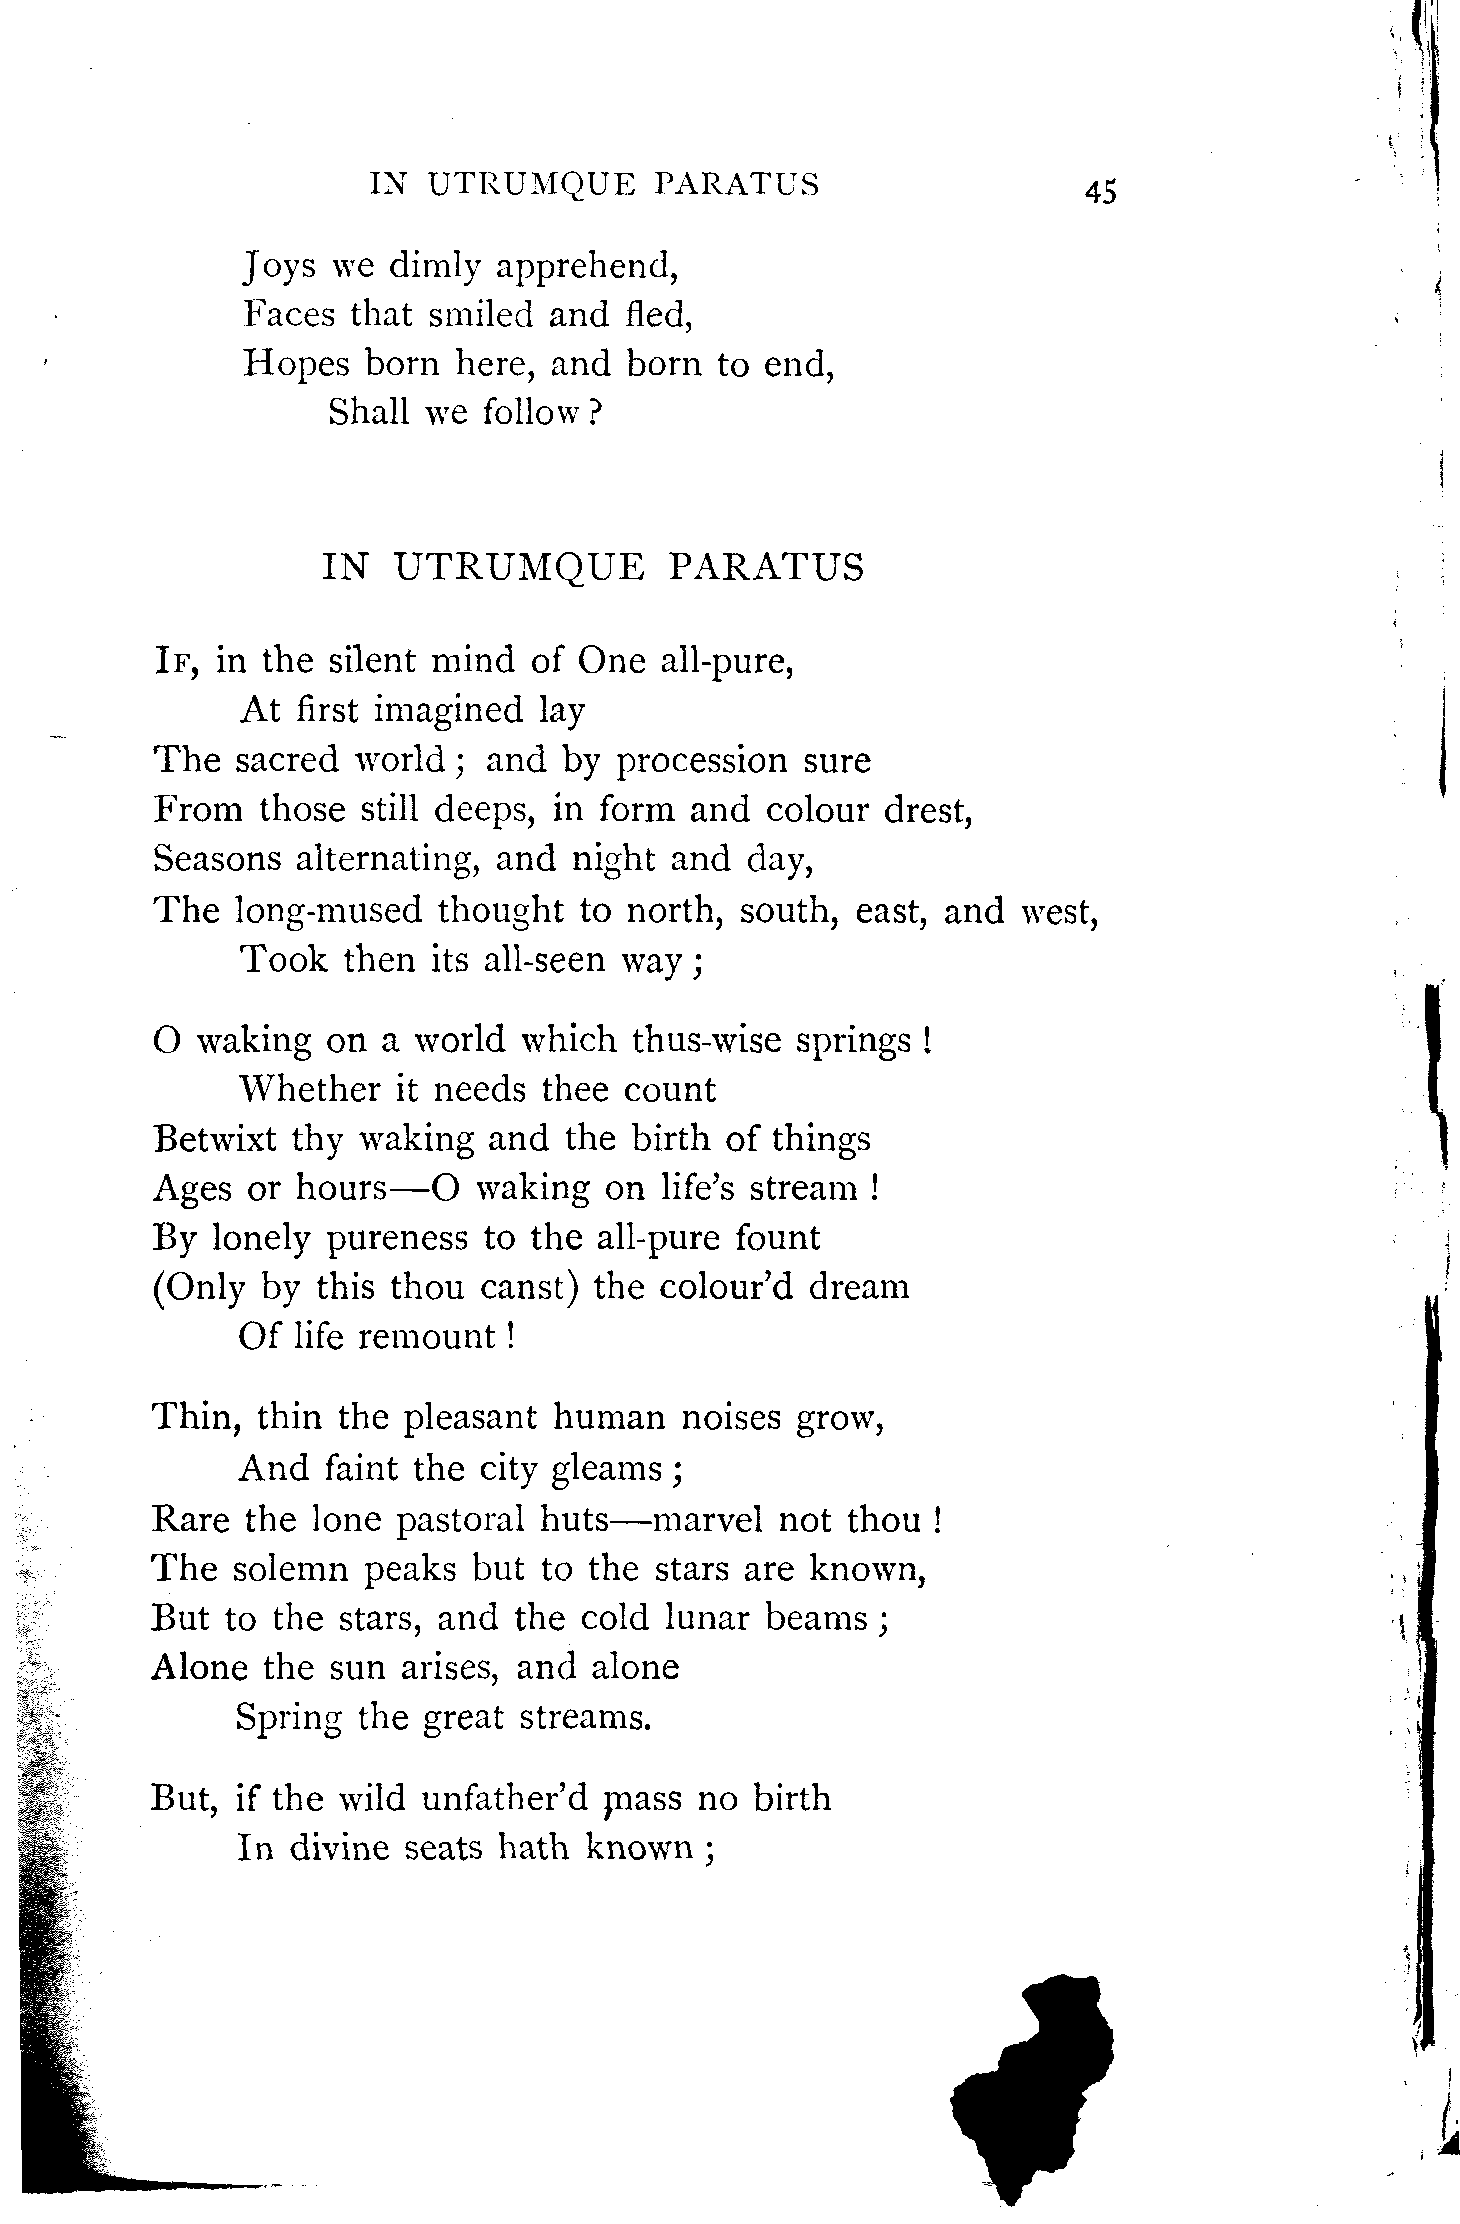 IN UTRUMQUE PARATUS 45
Joys we dimly apprehend,
Faces that smiled and fled,
Hopes born here, and born to end,
Shall we follow?
IN UTRUMQUE PARATUS
IF, in the silent mind of One all-pure,
At first imagined lay
The sacred world; and by procession sure
From those still deeps, in form and colour drest,
Seasons alternating, and night and day,
The long-mused thought to north, south, east, and west,
Took then its all-seen way;
O waking on a world which thus-wise springs!
Whether it needs thee count
Betwixt thy waking and the birth of things
Ages or hours—O waking on life's stream!
By lonely pureness to the all-pure fount
(Only by this thou canst) the colour'd dream
Of life remount!
Thin, thin the pleasant human noises grow,
And faint the city gleams;
Rare the lone pastoral huts—marvel not thou!
The solemn peaks but to the stars are known,
But to the stars, and the cold lunar beams;
Alone the sun arises, and alone
Spring the great streams.
But, if the wild unfather'd mass no birth
In divine seats hath known;